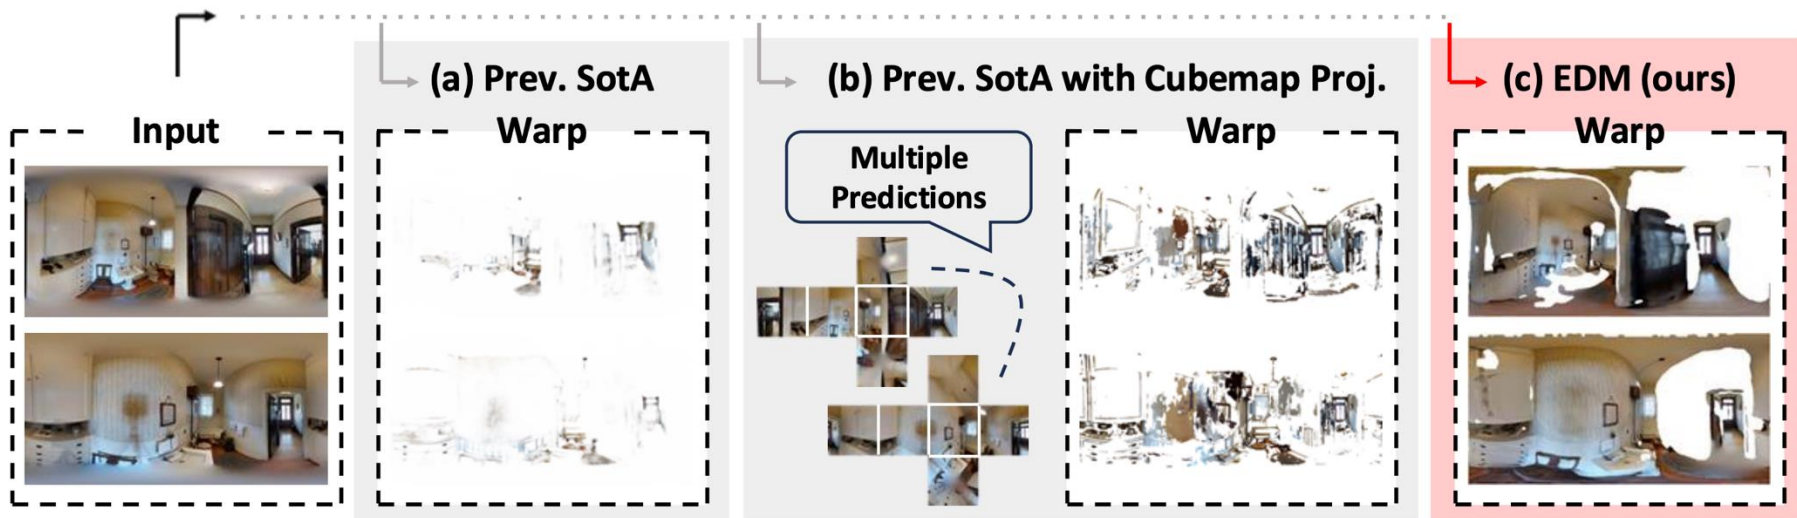 (a) Prev. SotA
(b) Prev. SotA with Cubemap Proj.
(c) EDM (ours)
Input
Warp
Multiple
Predictions
Warp
Warp